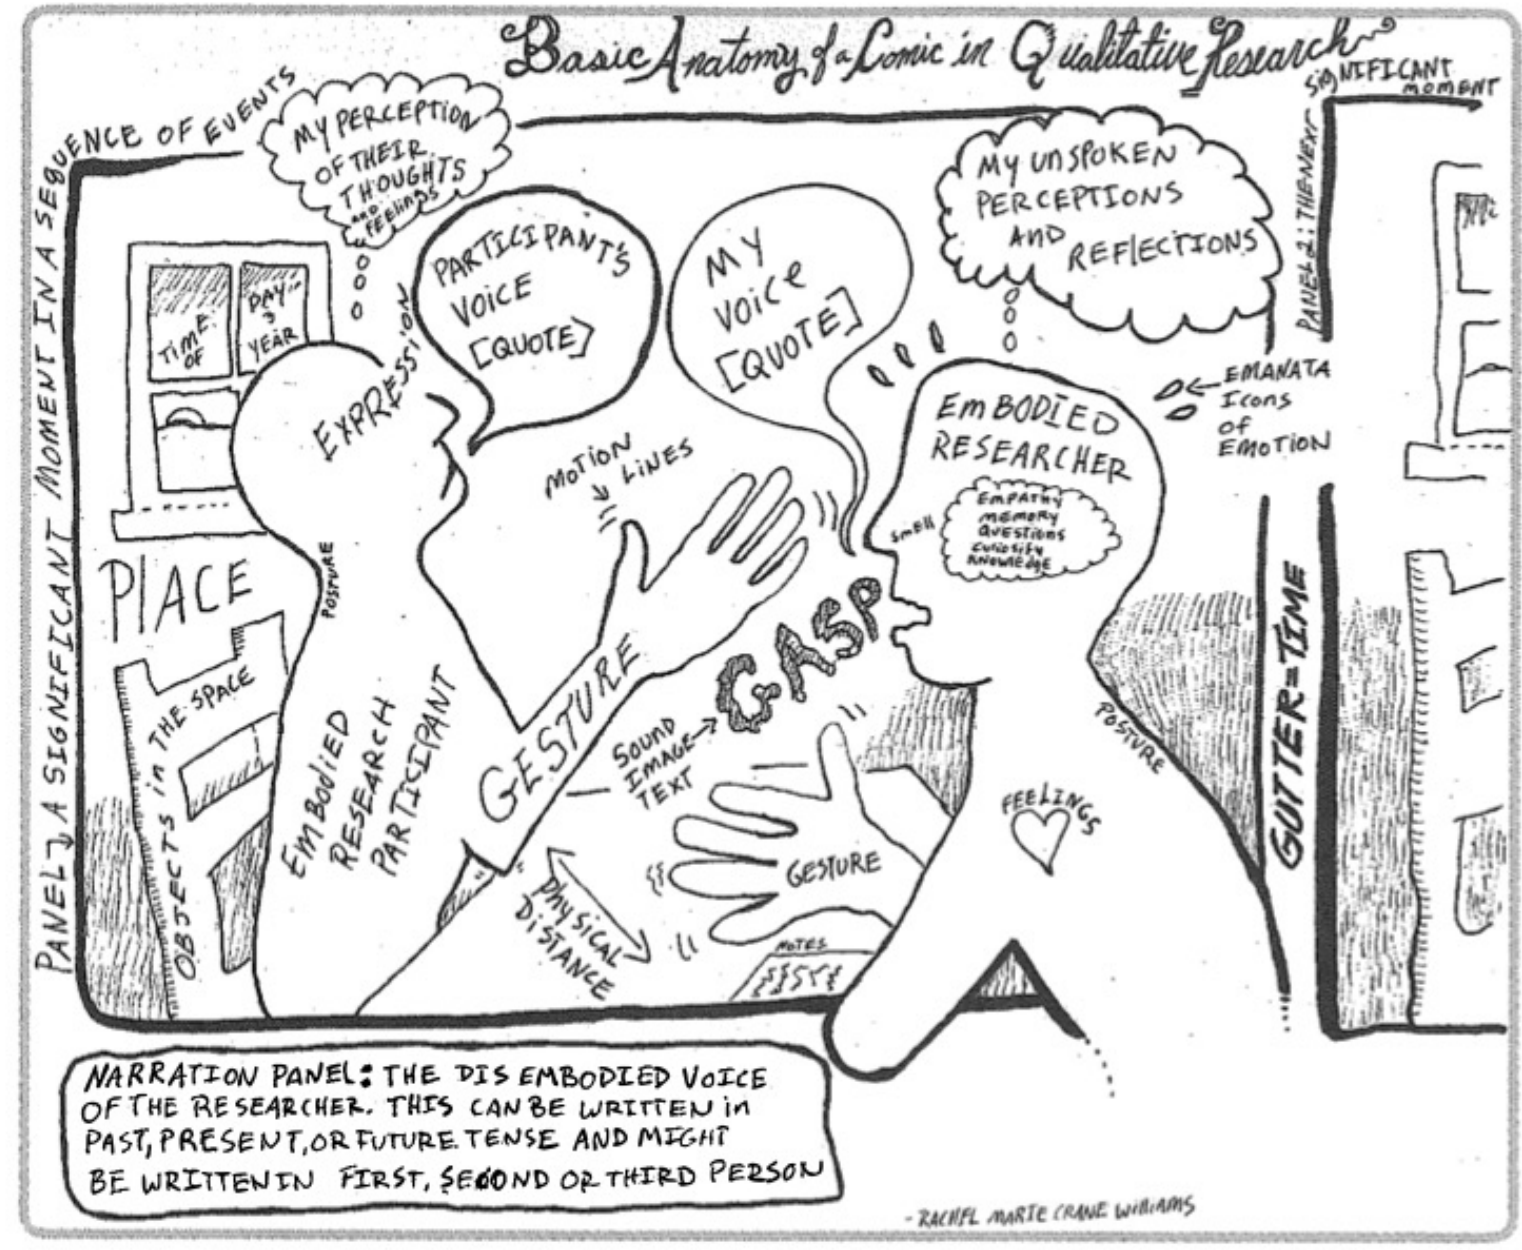 Basic Anatomy of a Comic in Qualitative Research
PANEL 1, A SIGNIFICANT MOMENT IN A SEQUENCE OF EVENTS
MY PERCEPTION
OF THEIR
THOUGHTS
AND
FEELINGS
PARTICIPANT'S
VOICE
[QUOTE]
MY
VOICE
[QUOTE]
MY UNSPOKEN
PERCEPTIONS
AND
REFLECTIONS
PANEL 2: THE NEXT
SIGNIFICANT
MOMENT
TIME
OF
DAY
&
YEAR
EXPRESSION
MOTION
LINES
EMBODIED
RESEARCHER
EMPATHY
MEMORY
QUESTIONS
CURIOSITY
KNOWLEDGE
SMELL
EMANATA
Icons
OF
EMOTION
PLACE
POSTURE
OBJECTS in THE SPACE
EMBODIED
RESEARCH
PARTICIPANT
GESTURE
GASP
SOUND
IMAGE
TEXT
PHYSICAL
DISTANCE
GESTURE
NOTES
FEELINGS
POSTURE
GUTTER=TIME
NARRATION PANEL: THE DISEMBODIED VOICE
OF THE RESEARCHER. THIS CAN BE WRITTEN in
PAST, PRESENT, OR FUTURE TENSE AND MIGHT
BE WRITTEN IN FIRST, SECOND OR THIRD PERSON
- RACHEL MARIE CRANE WILLIAMS